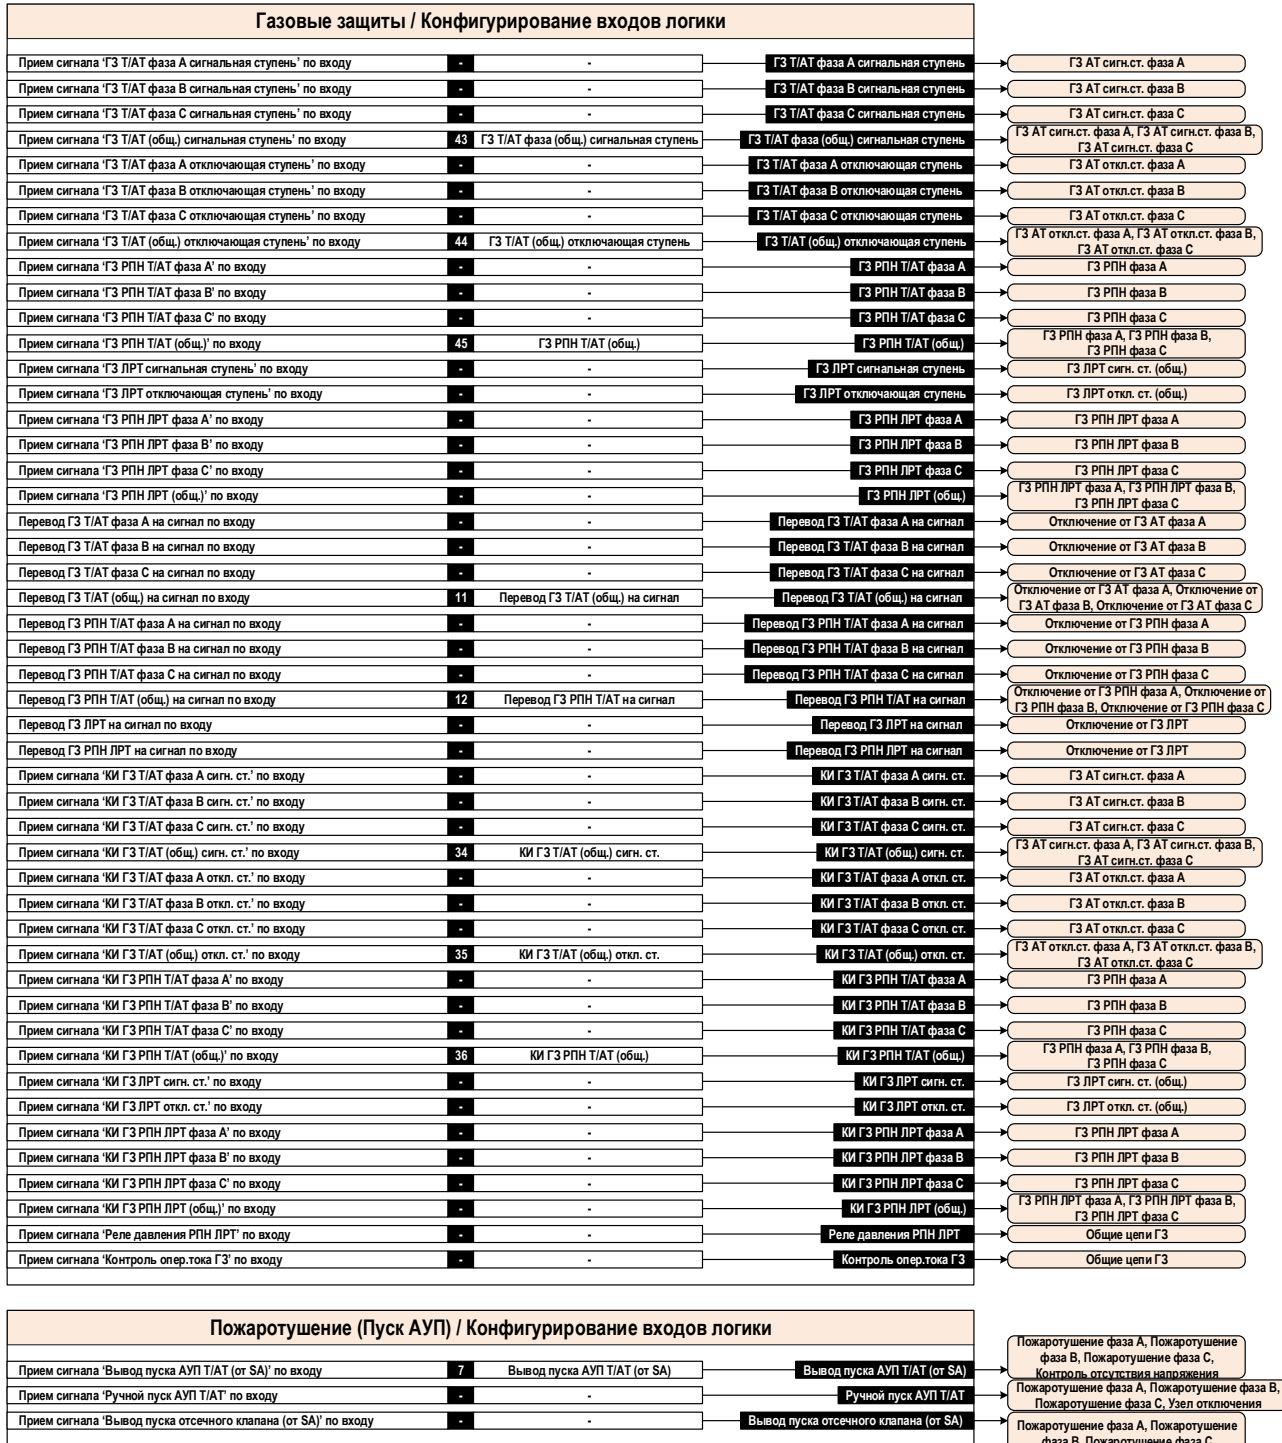 Газовые защиты / Конфигурирование входов логики
Прием сигнала ‘ГЗ Т/АТ фаза А сигнальная ступень’ по входу - - ГЗ Т/АТ фаза А сигнальная ступень ГЗ АТ сигн.ст. фаза А
Прием сигнала ‘ГЗ Т/АТ фаза В сигнальная ступень’ по входу - - ГЗ Т/АТ фаза В сигнальная ступень ГЗ АТ сигн.ст. фаза В
Прием сигнала ‘ГЗ Т/АТ фаза С сигнальная ступень’ по входу - - ГЗ Т/АТ фаза С сигнальная ступень ГЗ АТ сигн.ст. фаза С
Прием сигнала ‘ГЗ Т/АТ (общ.) сигнальная ступень’ по входу 43 ГЗ Т/АТ фаза (общ.) сигнальная ступень ГЗ Т/АТ фаза (общ.) сигнальная ступень ГЗ АТ сигн.ст. фаза А, ГЗ АТ сигн.ст. фаза В,
ГЗ АТ сигн.ст. фаза С
Прием сигнала ‘ГЗ Т/АТ фаза А отключающая ступень’ по входу - - ГЗ Т/АТ фаза А отключающая ступень ГЗ АТ откл.ст. фаза А
Прием сигнала ‘ГЗ Т/АТ фаза В отключающая ступень’ по входу - - ГЗ Т/АТ фаза В отключающая ступень ГЗ АТ откл.ст. фаза В
Прием сигнала ‘ГЗ Т/АТ фаза С отключающая ступень’ по входу - - ГЗ Т/АТ фаза С отключающая ступень ГЗ АТ откл.ст. фаза С
Прием сигнала ‘ГЗ Т/АТ (общ.) отключающая ступень’ по входу 44 ГЗ Т/АТ (общ.) отключающая ступень ГЗ Т/АТ (общ.) отключающая ступень ГЗ АТ откл.ст. фаза А, ГЗ АТ откл.ст. фаза В,
ГЗ АТ откл.ст. фаза С
Прием сигнала ‘ГЗ РПН Т/АТ фаза А’ по входу - - ГЗ РПН Т/АТ фаза А ГЗ РПН фаза А
Прием сигнала ‘ГЗ РПН Т/АТ фаза В’ по входу - - ГЗ РПН Т/АТ фаза В ГЗ РПН фаза В
Прием сигнала ‘ГЗ РПН Т/АТ фаза С’ по входу - - ГЗ РПН Т/АТ фаза С ГЗ РПН фаза С
Прием сигнала ‘ГЗ РПН Т/АТ (общ.)’ по входу 45 ГЗ РПН Т/АТ (общ.) ГЗ РПН Т/АТ (общ.) ГЗ РПН фаза А, ГЗ РПН фаза В,
ГЗ РПН фаза С
Прием сигнала ‘ГЗ ЛРТ сигнальная ступень’ по входу - - ГЗ ЛРТ сигнальная ступень ГЗ ЛРТ сигн. ст. (общ.)
Прием сигнала ‘ГЗ ЛРТ отключающая ступень’ по входу - - ГЗ ЛРТ отключающая ступень ГЗ ЛРТ откл. ст. (общ.)
Прием сигнала ‘ГЗ РПН ЛРТ фаза А’ по входу - - ГЗ РПН ЛРТ фаза А ГЗ РПН ЛРТ фаза А
Прием сигнала ‘ГЗ РПН ЛРТ фаза В’ по входу - - ГЗ РПН ЛРТ фаза В ГЗ РПН ЛРТ фаза В
Прием сигнала ‘ГЗ РПН ЛРТ фаза С’ по входу - - ГЗ РПН ЛРТ фаза С ГЗ РПН ЛРТ фаза С
Прием сигнала ‘ГЗ РПН ЛРТ (общ.)’ по входу - - ГЗ РПН ЛРТ (общ.) ГЗ РПН ЛРТ фаза А, ГЗ РПН ЛРТ фаза В,
ГЗ РПН ЛРТ фаза С
Перевод ГЗ Т/АТ фаза А на сигнал по входу - - Перевод ГЗ Т/АТ фаза А на сигнал Отключение от ГЗ АТ фаза А
Перевод ГЗ Т/АТ фаза В на сигнал по входу - - Перевод ГЗ Т/АТ фаза В на сигнал Отключение от ГЗ АТ фаза В
Перевод ГЗ Т/АТ фаза С на сигнал по входу - - Перевод ГЗ Т/АТ фаза С на сигнал Отключение от ГЗ АТ фаза С
Перевод ГЗ Т/АТ (общ.) на сигнал по входу 11 Перевод ГЗ Т/АТ (общ.) на сигнал Перевод ГЗ Т/АТ (общ.) на сигнал Отключение от ГЗ АТ фаза А, Отключение от
ГЗ АТ фаза В, Отключение от ГЗ АТ фаза С
Перевод ГЗ РПН Т/АТ фаза А на сигнал по входу - - Перевод ГЗ РПН Т/АТ фаза А на сигнал Отключение от ГЗ РПН фаза А
Перевод ГЗ РПН Т/АТ фаза В на сигнал по входу - - Перевод ГЗ РПН Т/АТ фаза В на сигнал Отключение от ГЗ РПН фаза В
Перевод ГЗ РПН Т/АТ фаза С на сигнал по входу - - Перевод ГЗ РПН Т/АТ фаза С на сигнал Отключение от ГЗ РПН фаза С
Перевод ГЗ РПН Т/АТ (общ.) на сигнал по входу 12 Перевод ГЗ РПН Т/АТ на сигнал Перевод ГЗ РПН Т/АТ на сигнал Отключение от ГЗ РПН фаза А, Отключение от
ГЗ РПН фаза В, Отключение от ГЗ РПН фаза С
Перевод ГЗ ЛРТ на сигнал по входу - - Перевод ГЗ ЛРТ на сигнал Отключение от ГЗ ЛРТ
Перевод ГЗ РПН ЛРТ на сигнал по входу - - Перевод ГЗ РПН ЛРТ на сигнал Отключение от ГЗ ЛРТ
Прием сигнала ‘КИ ГЗ Т/АТ фаза А сигн. ст.’ по входу - - КИ ГЗ Т/АТ фаза А сигн. ст. ГЗ АТ сигн.ст. фаза А
Прием сигнала ‘КИ ГЗ Т/АТ фаза В сигн. ст.’ по входу - - КИ ГЗ Т/АТ фаза В сигн. ст. ГЗ АТ сигн.ст. фаза В
Прием сигнала ‘КИ ГЗ Т/АТ фаза С сигн. ст.’ по входу - - КИ ГЗ Т/АТ фаза С сигн. ст. ГЗ АТ сигн.ст. фаза С
Прием сигнала ‘КИ ГЗ Т/АТ (общ.) сигн. ст.’ по входу 34 КИ ГЗ Т/АТ (общ.) сигн. ст. КИ ГЗ Т/АТ (общ.) сигн. ст. ГЗ АТ сигн.ст. фаза А, ГЗ АТ сигн.ст. фаза В,
ГЗ АТ сигн.ст. фаза С
Прием сигнала ‘КИ ГЗ Т/АТ фаза А откл. ст.’ по входу - - КИ ГЗ Т/АТ фаза А откл. ст. ГЗ АТ откл.ст. фаза А
Прием сигнала ‘КИ ГЗ Т/АТ фаза В откл. ст.’ по входу - - КИ ГЗ Т/АТ фаза В откл. ст. ГЗ АТ откл.ст. фаза В
Прием сигнала ‘КИ ГЗ Т/АТ фаза С откл. ст.’ по входу - - КИ ГЗ Т/АТ фаза С откл. ст. ГЗ АТ откл.ст. фаза С
Прием сигнала ‘КИ ГЗ Т/АТ (общ.) откл. ст.’ по входу 35 КИ ГЗ Т/АТ (общ.) откл. ст. КИ ГЗ Т/АТ (общ.) откл. ст. ГЗ АТ откл.ст. фаза А, ГЗ АТ откл.ст. фаза В,
ГЗ АТ откл.ст. фаза С
Прием сигнала ‘КИ ГЗ РПН Т/АТ фаза А’ по входу - - КИ ГЗ РПН Т/АТ фаза А ГЗ РПН фаза А
Прием сигнала ‘КИ ГЗ РПН Т/АТ фаза В’ по входу - - КИ ГЗ РПН Т/АТ фаза В ГЗ РПН фаза В
Прием сигнала ‘КИ ГЗ РПН Т/АТ фаза С’ по входу - - КИ ГЗ РПН Т/АТ фаза С ГЗ РПН фаза С
Прием сигнала ‘КИ ГЗ РПН Т/АТ (общ.)’ по входу 36 КИ ГЗ РПН Т/АТ (общ.) КИ ГЗ РПН Т/АТ (общ.) ГЗ РПН фаза А, ГЗ РПН фаза В,
ГЗ РПН фаза С
Прием сигнала ‘КИ ГЗ ЛРТ сигн. ст.’ по входу - - КИ ГЗ ЛРТ сигн. ст. ГЗ ЛРТ сигн. ст. (общ.)
Прием сигнала ‘КИ ГЗ ЛРТ откл. ст.’ по входу - - КИ ГЗ ЛРТ откл. ст. ГЗ ЛРТ откл. ст. (общ.)
Прием сигнала ‘КИ ГЗ РПН ЛРТ фаза А’ по входу - - КИ ГЗ РПН ЛРТ фаза А ГЗ РПН ЛРТ фаза А
Прием сигнала ‘КИ ГЗ РПН ЛРТ фаза В’ по входу - - КИ ГЗ РПН ЛРТ фаза В ГЗ РПН ЛРТ фаза В
Прием сигнала ‘КИ ГЗ РПН ЛРТ фаза С’ по входу - - КИ ГЗ РПН ЛРТ фаза С ГЗ РПН ЛРТ фаза С
Прием сигнала ‘КИ ГЗ РПН ЛРТ (общ.)’ по входу - - КИ ГЗ РПН ЛРТ (общ.) ГЗ РПН ЛРТ фаза А, ГЗ РПН ЛРТ фаза В,
ГЗ РПН ЛРТ фаза С
Прием сигнала ‘Реле давления РПН ЛРТ’ по входу - - Реле давления РПН ЛРТ Общие цепи ГЗ
Прием сигнала ‘Контроль опер.тока ГЗ’ по входу - - Контроль опер.тока ГЗ Общие цепи ГЗ
Пожаротушение (Пуск АУП) / Конфигурирование входов логики
Пожаротушение фаза А, Пожаротушение
фаза В, Пожаротушение фаза С,
Прием сигнала ‘Вывод пуска АУП Т/АТ (от SA)’ по входу 7 Вывод пуска АУП Т/АТ (от SA) Вывод пуска АУП Т/АТ (от SA) Контроль отсутствия напряжения
Прием сигнала ‘Ручной пуск АУП Т/АТ’ по входу - - Ручной пуск АУП Т/АТ Пожаротушение фаза А, Пожаротушение фаза В,
Пожаротушение фаза С, Узел отключения
Прием сигнала ‘Вывод пуска отсечного клапана (от SA)’ по входу - - Вывод пуска отсечного клапана (от SA) Пожаротушение фаза А, Пожаротушение
фаза В, Пожаротушение фаза С,